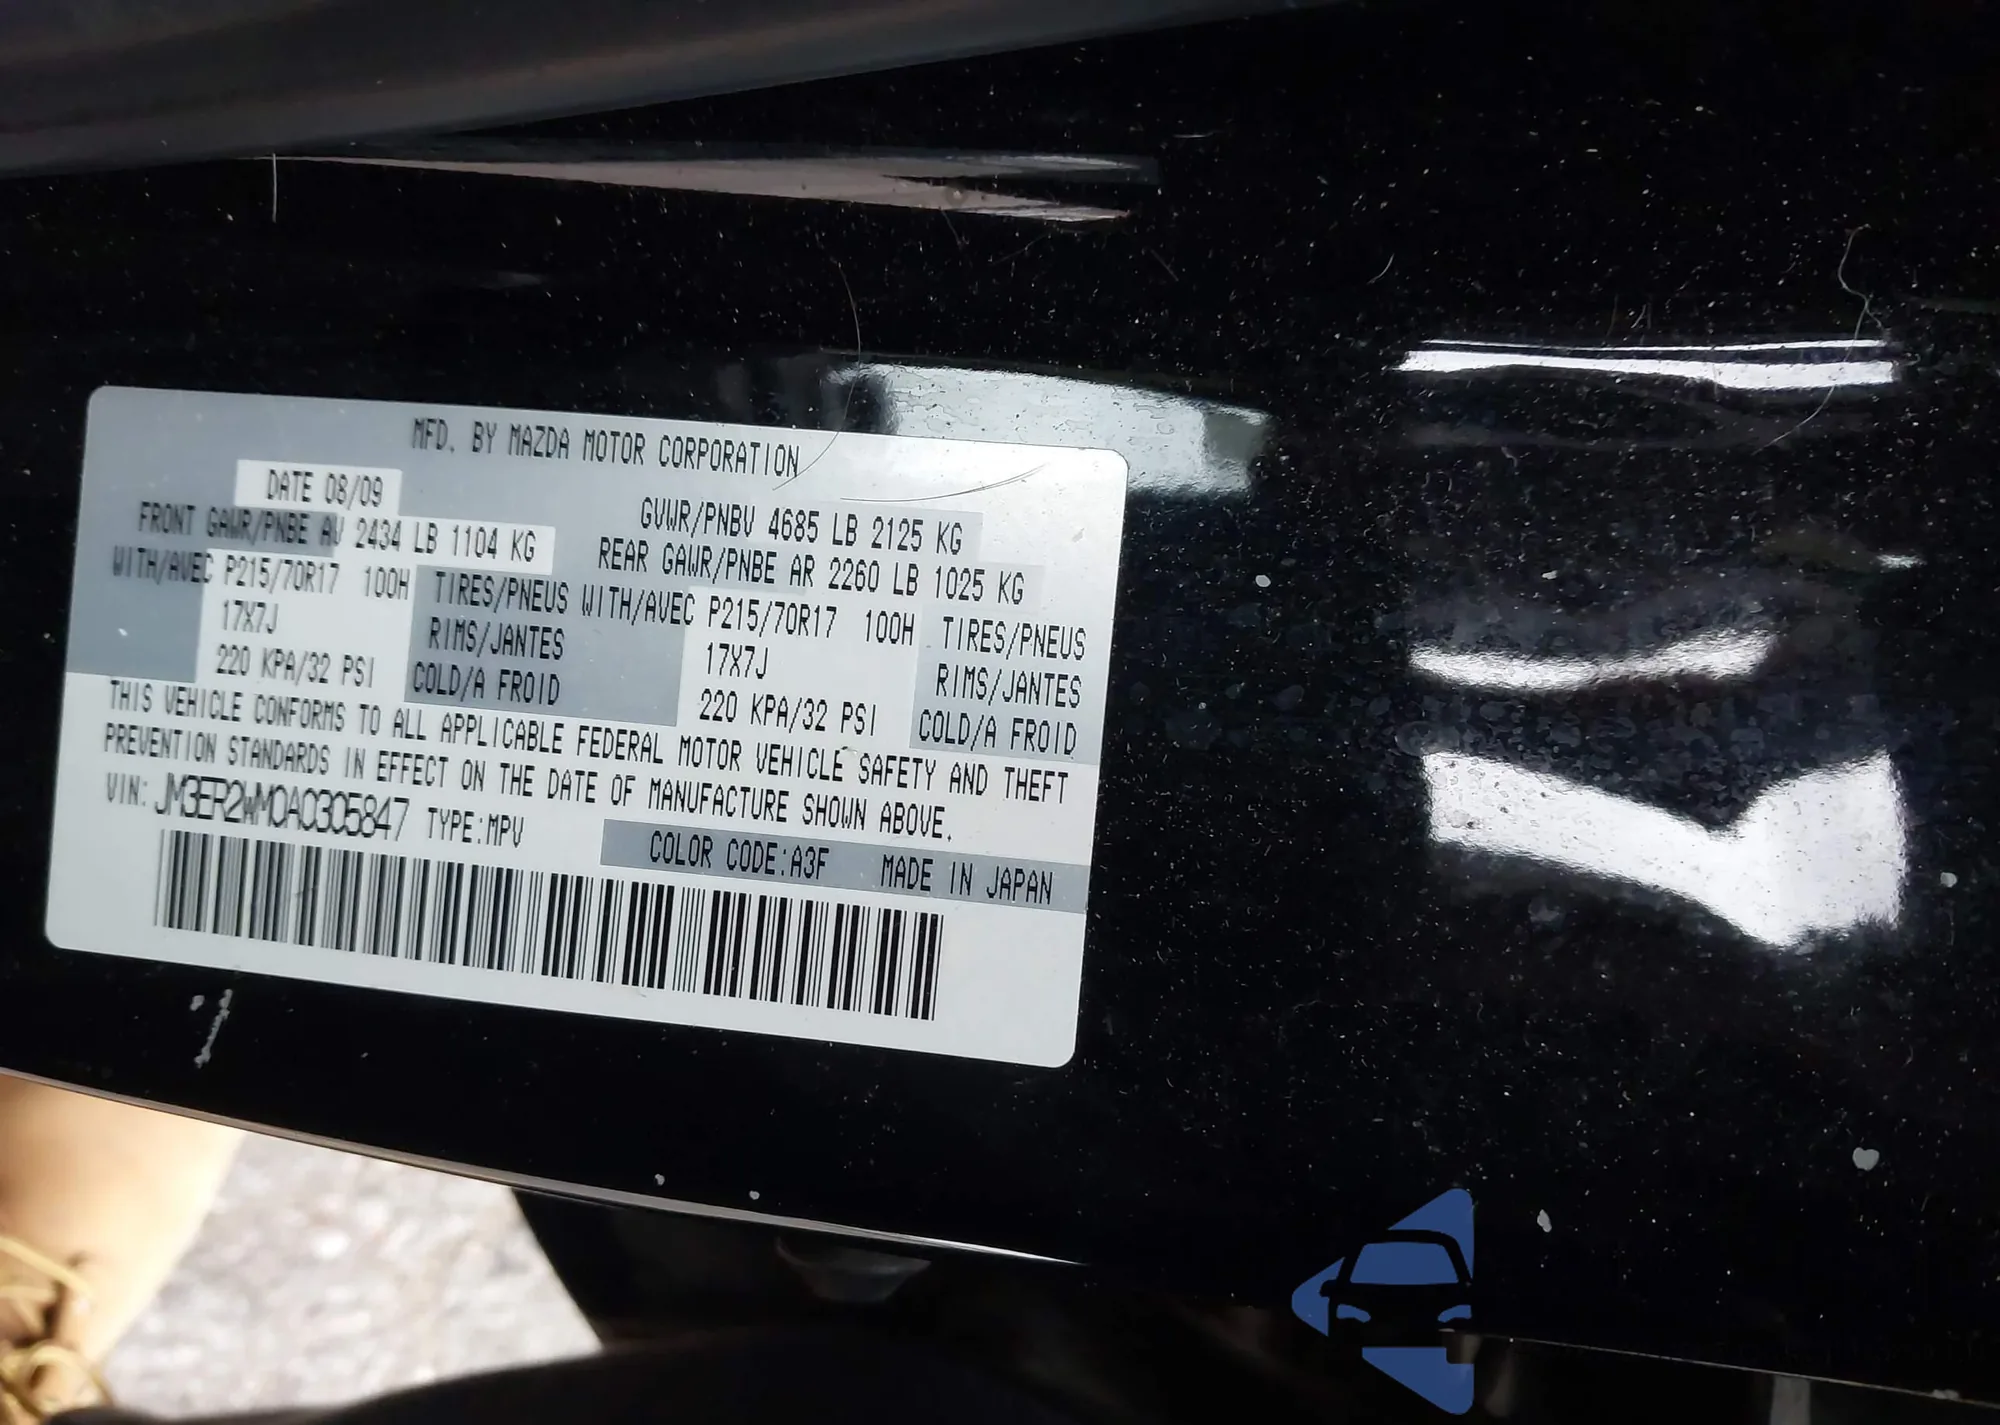 MFD. BY MAZDA MOTOR CORPORATION
DATE 08/09
GVWR/PNBV 4685 LB 2125 KG
FRONT GAWR/PNBE AV 2434 LB 1104 KG
REAR GAWR/PNBE AR 2260 LB 1025 KG
WITH/AVEC P215/70R17 100H TIRES/PNEUS WITH/AVEC P215/70R17 100H TIRES/PNEUS
17X7J RIMS/JANTES 17X7J RIMS/JANTES
220 KPA/32 PSI COLD/A FROID 220 KPA/32 PSI COLD/A FROID
THIS VEHICLE CONFORMS TO ALL APPLICABLE FEDERAL MOTOR VEHICLE SAFETY AND THEFT
PREVENTION STANDARDS IN EFFECT ON THE DATE OF MANUFACTURE SHOWN ABOVE.
VIN: JM3ER2WM0A0305847 TYPE:MPV
COLOR CODE:A3F MADE IN JAPAN